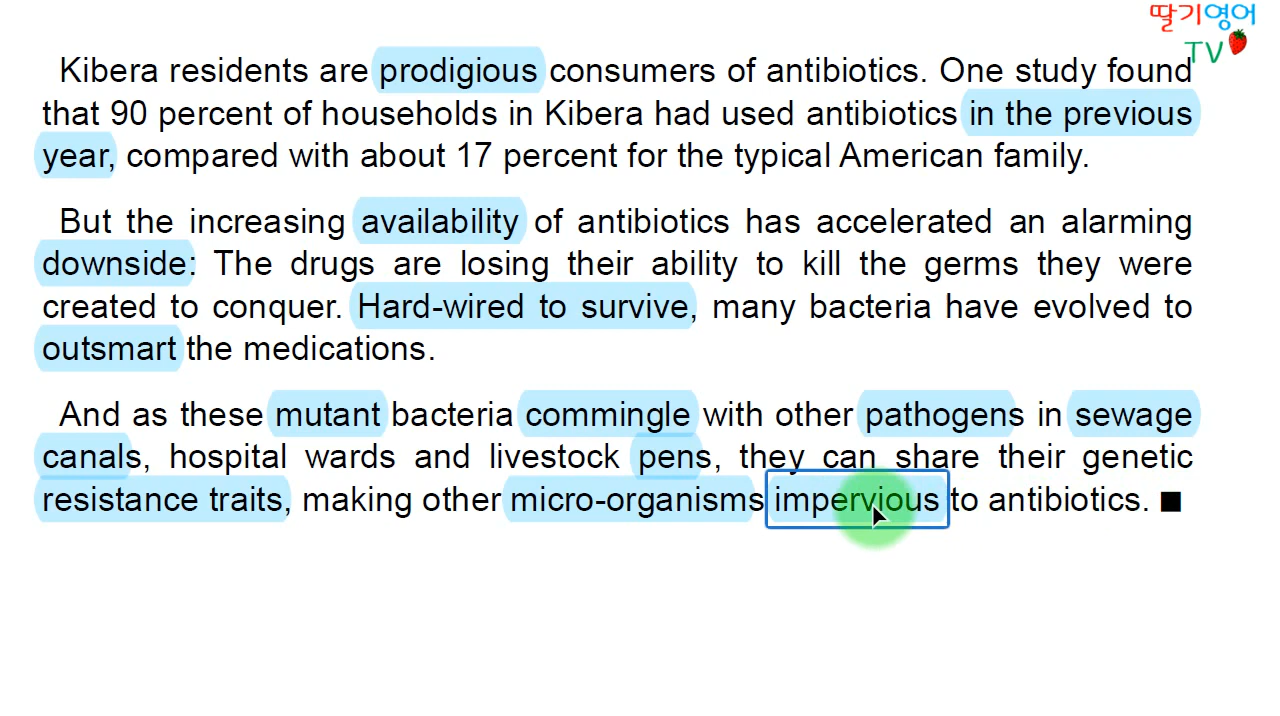 딸기영어
TV
Kibera residents are prodigious consumers of antibiotics. One study found
that 90 percent of households in Kibera had used antibiotics in the previous
year, compared with about 17 percent for the typical American family.
But the increasing availability of antibiotics has accelerated an alarming
downside: The drugs are losing their ability to kill the germs they were
created to conquer. Hard-wired to survive, many bacteria have evolved to
outsmart the medications.
And as these mutant bacteria commingle with other pathogens in sewage
canals, hospital wards and livestock pens, they can share their genetic
resistance traits, making other micro-organisms impervious to antibiotics. ■